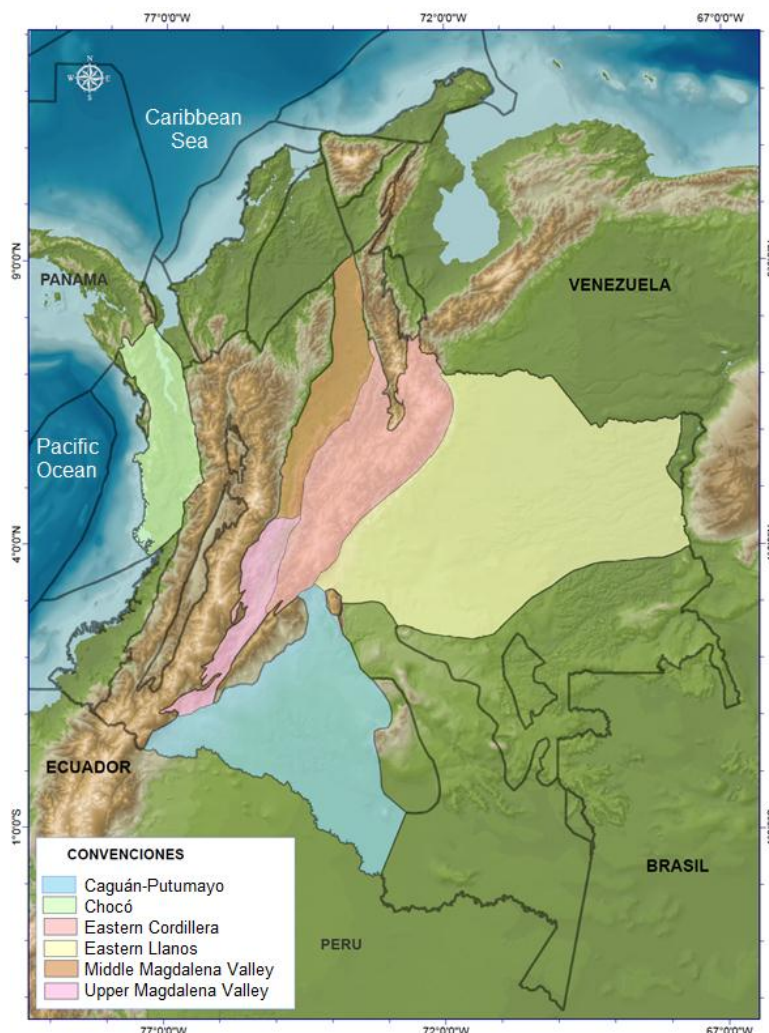 77°0'0"W 72°0'0"W 67°0'0"W
N
W E
S
Caribbean
Sea
9°0'0"N
PANAMA
VENEZUELA
Pacific
Ocean
4°0'0"N
ECUADOR
1°0'0"S
CONVENCIONES
Caguán-Putumayo
Chocó
Eastern Cordillera
Eastern Llanos
Middle Magdalena Valley
Upper Magdalena Valley
BRASIL
PERU
77°0'0"W 72°0'0"W 67°0'0"W